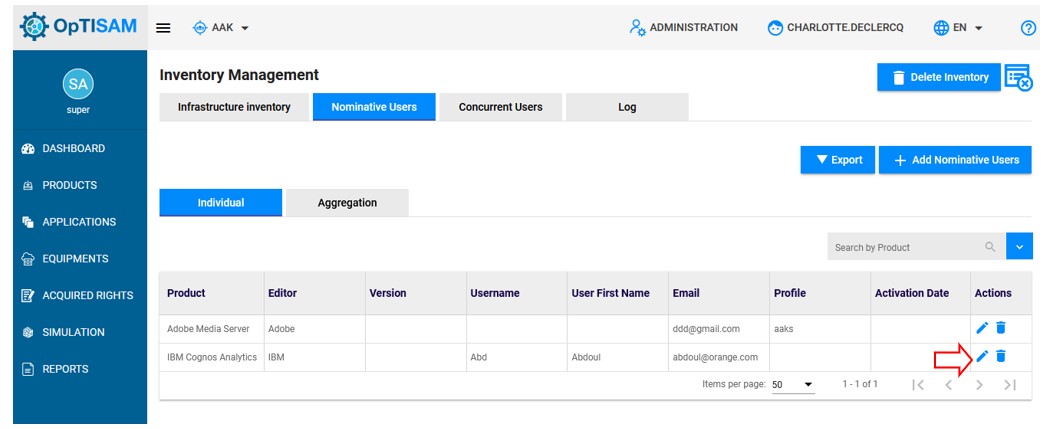 OpTISAM
AAK
ADMINISTRATION
CHARLOTTE.DECLERCQ
EN
SA
super
DASHBOARD
PRODUCTS
APPLICATIONS
EQUIPMENTS
ACQUIRED RIGHTS
SIMULATION
REPORTS
Inventory Management
Delete Inventory
Infrastructure inventory Nominative Users Concurrent Users Log
Export
Add Nominative Users
Individual Aggregation
Search by Product
Product Editor Version Username User First Name Email Profile Activation Date Actions
Adobe Media Server Adobe ddd@gmail.com aaks
IBM Cognos Analytics IBM Abd Abdoul abdoul@orange.com
Items per page: 50 1 - 1 of 1